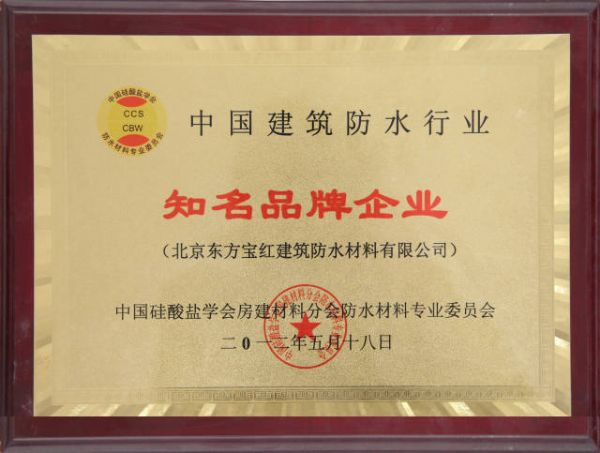 中国硅酸盐学会
CCS
CBW
防水材料专业委员会
中国建筑防水行业
知名品牌企业
（北京东方宝红建筑防水材料有限公司）
中国硅酸盐学会房建材料分会防水材料专业委员会
二0一二年五月十八日